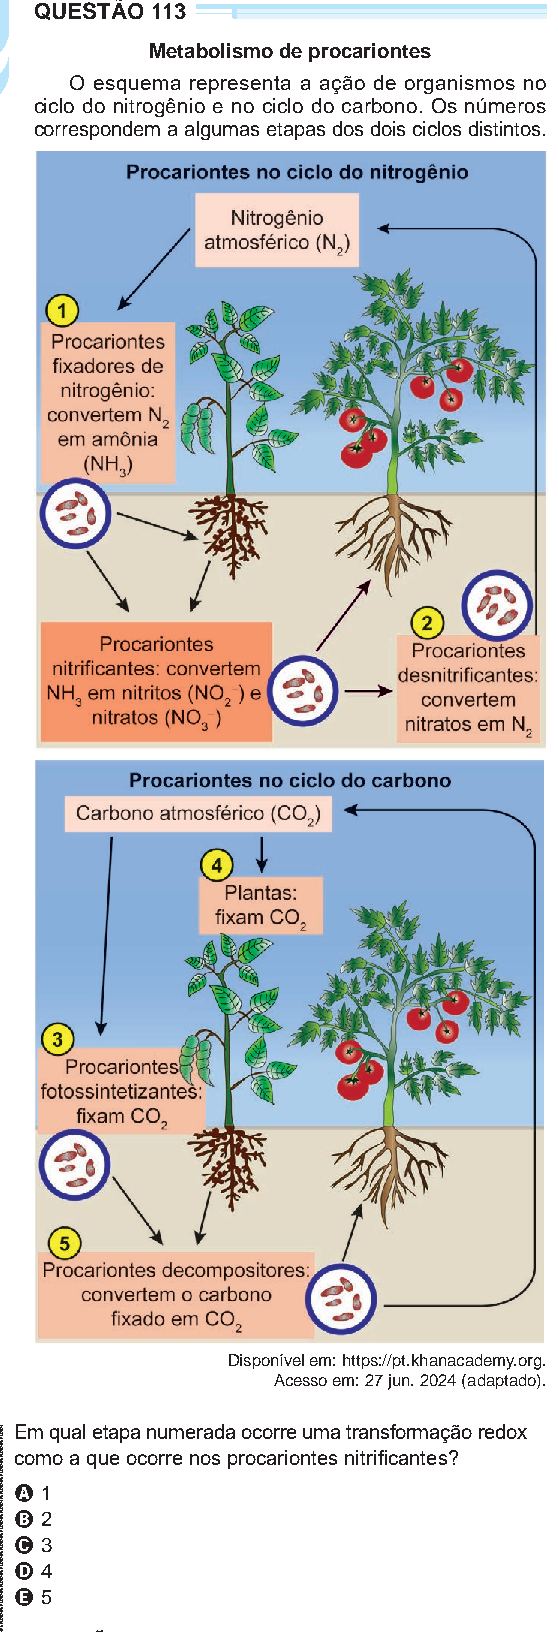 QUESTÃO 113
Metabolismo de procariontes
O esquema representa a ação de organismos no
ciclo do nitrogênio e no ciclo do carbono. Os números
correspondem a algumas etapas dos dois ciclos distintos.
Procariontes no ciclo do nitrogênio
Nitrogênio
atmosférico (N₂)
1
Procariontes
fixadores de
nitrogênio:
convertem N₂
em amônia
(NH₃)
2
Procariontes
desnitrificantes:
convertem
nitratos em N₂
Procariontes
nitrificantes: convertem
NH₃ em nitritos (NO₂⁻) e
nitratos (NO₃⁻)
Procariontes no ciclo do carbono
Carbono atmosférico (CO₂)
4
Plantas:
fixam CO₂
3
Procariontes
fotossintetizantes:
fixam CO₂
5
Procariontes decompositores:
convertem o carbono
fixado em CO₂
Disponível em: https://pt.khanacademy.org.
Acesso em: 27 jun. 2024 (adaptado).
Em qual etapa numerada ocorre uma transformação redox
como a que ocorre nos procariontes nitrificantes?
A 1
B 2
C 3
D 4
E 5